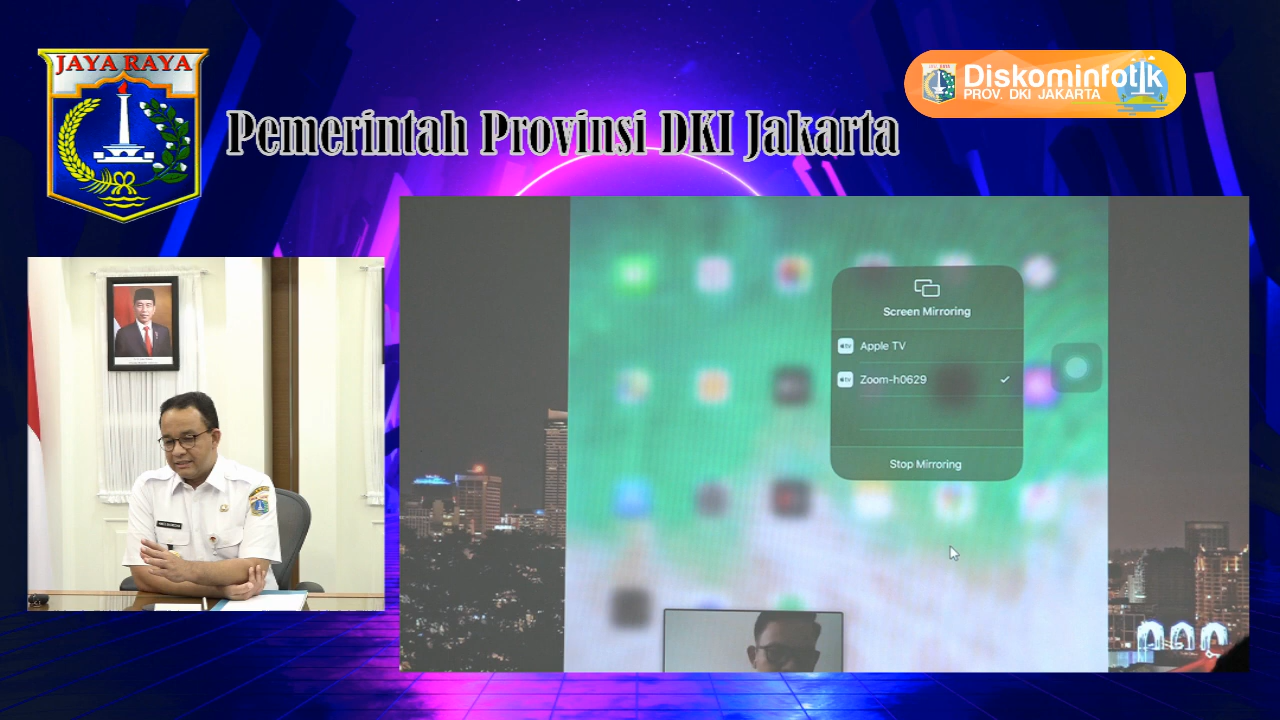 JAYA RAYA
Pemerintah Provinsi DKI Jakarta
Diskominfotik
PROV. DKI JAKARTA
Screen Mirroring
Apple TV
Zoom-h0629
Stop Mirroring